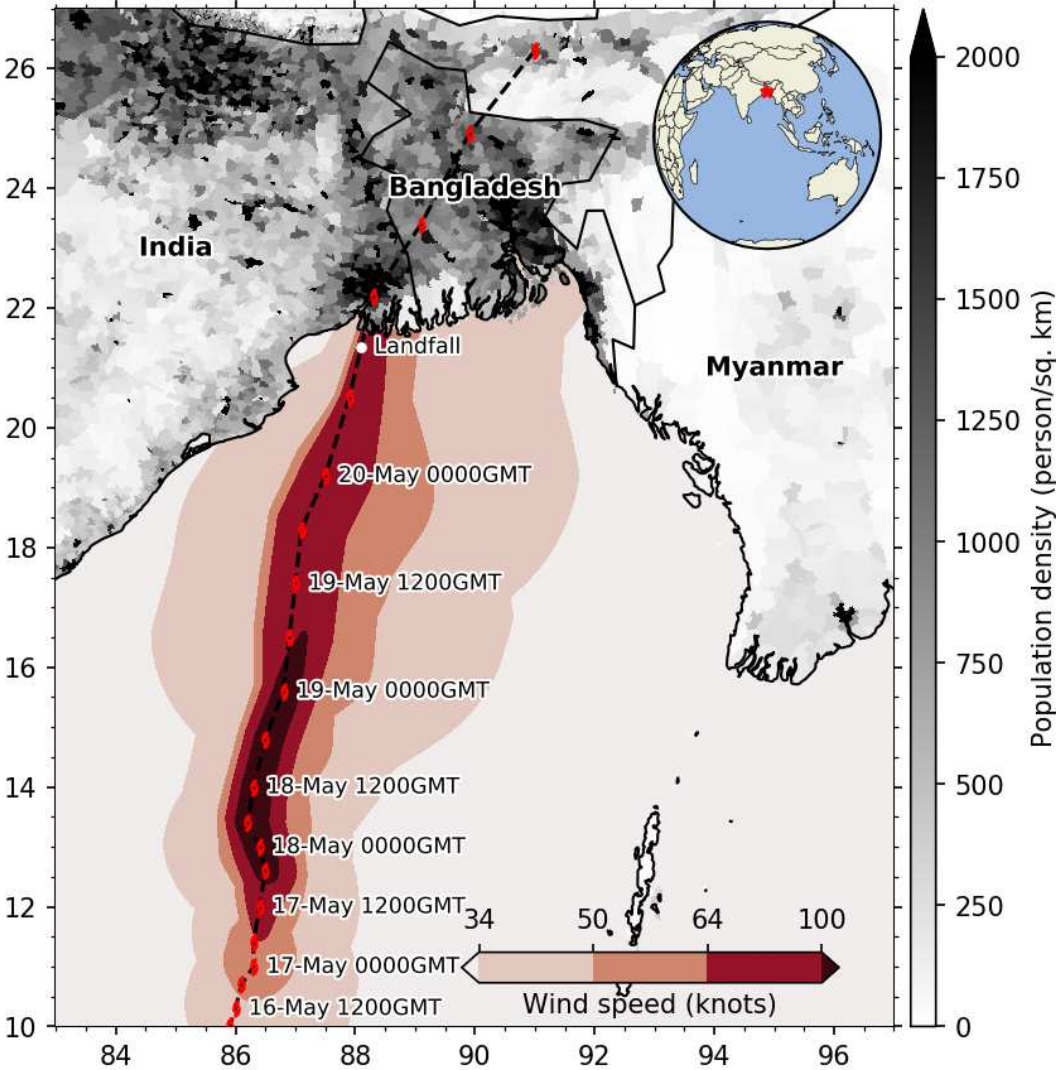 26
24
22
20
18
16
14
12
10
84
86
88
90
92
94
96
India
Bangladesh
Myanmar
Landfall
20-May 0000GMT
19-May 1200GMT
19-May 0000GMT
18-May 1200GMT
18-May 0000GMT
17-May 1200GMT
17-May 0000GMT
16-May 1200GMT
34
50
64
100
Wind speed (knots)
2000
1750
1500
1250
1000
750
500
250
0
Population density (person/sq. km)